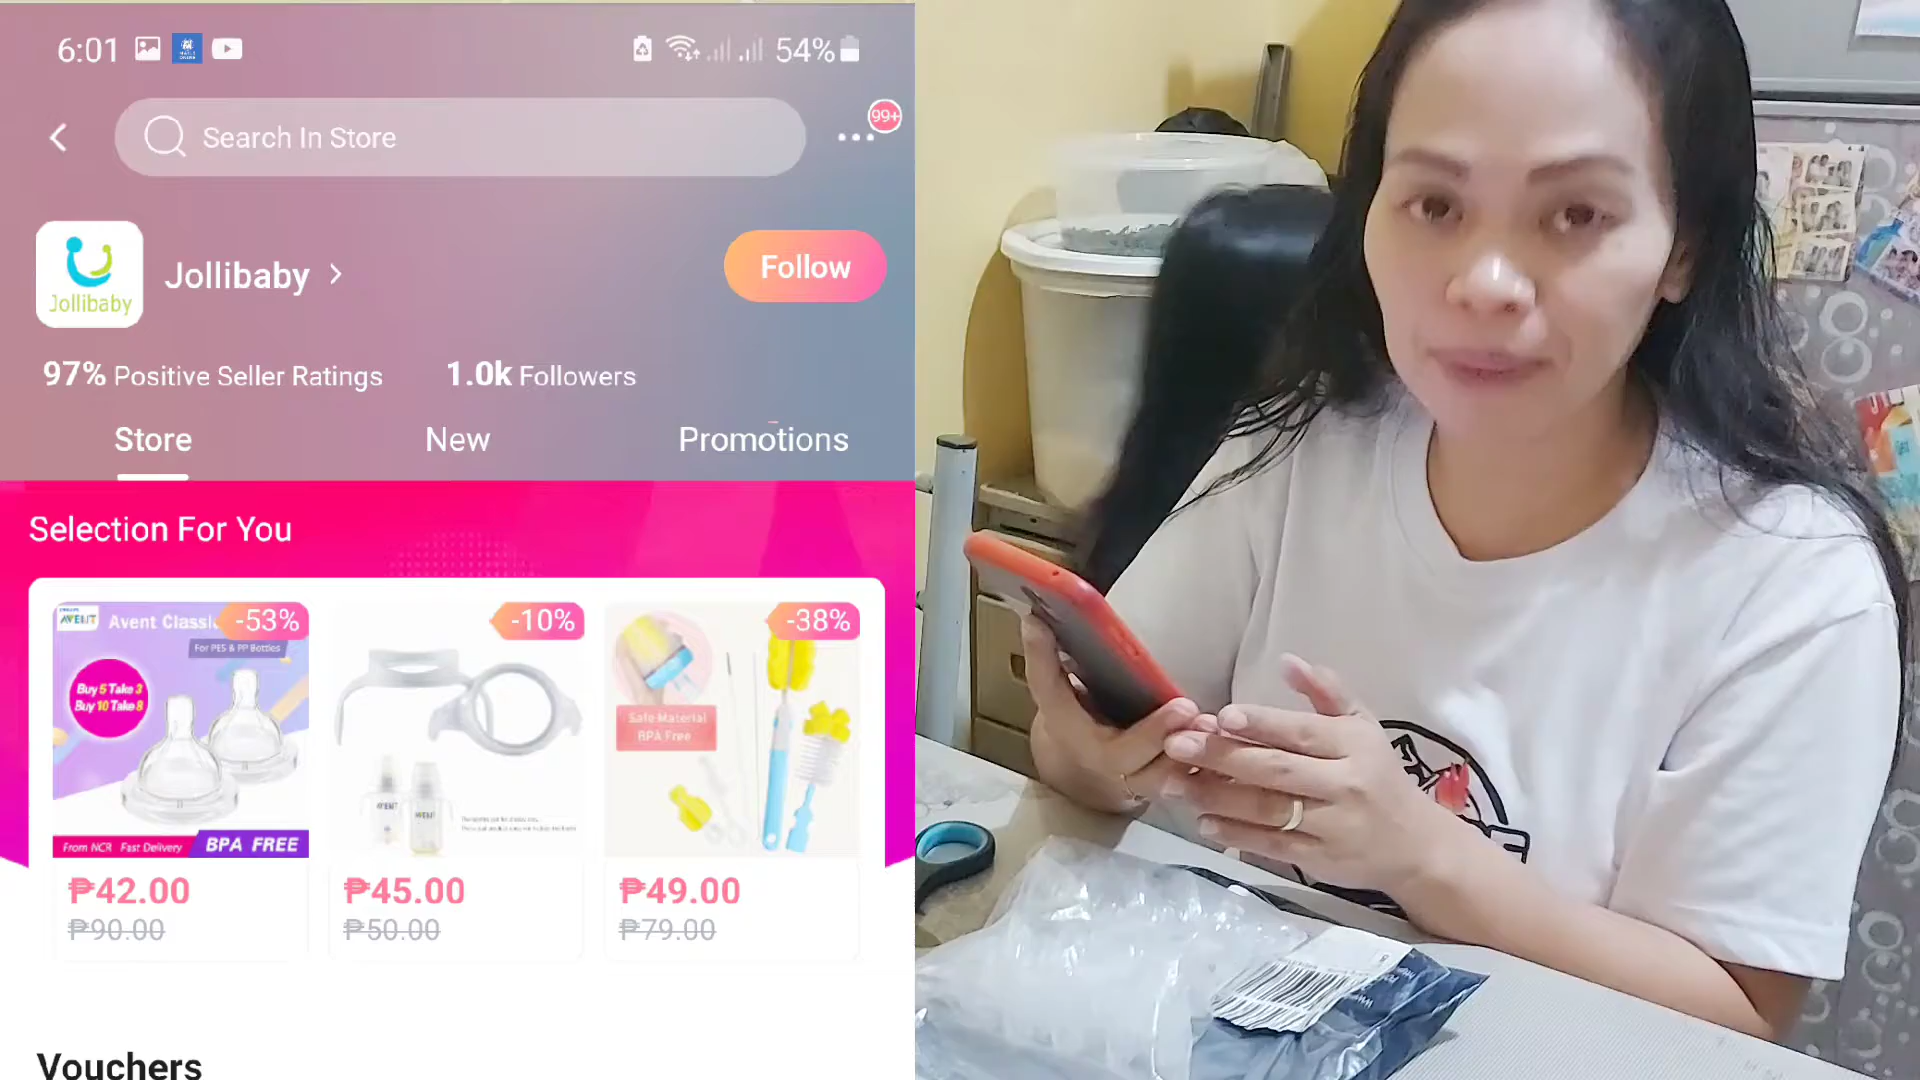 6:01
54%
Search In Store
99+
Jollibaby
Jollibaby
Follow
97% Positive Seller Ratings
1.0k Followers
Store
New
Promotions
Selection For You
AVENT
Avent Classic
-53%
For PES & PP Bottles
Buy 5 Take 3
Buy 10 Take 8
From NCR Fast Delivery
BPA FREE
-10%
AVENT
AVENT
-38%
Safe Material
BPA Free
₱42.00
₱90.00
₱45.00
₱50.00
₱49.00
₱79.00
Vouchers